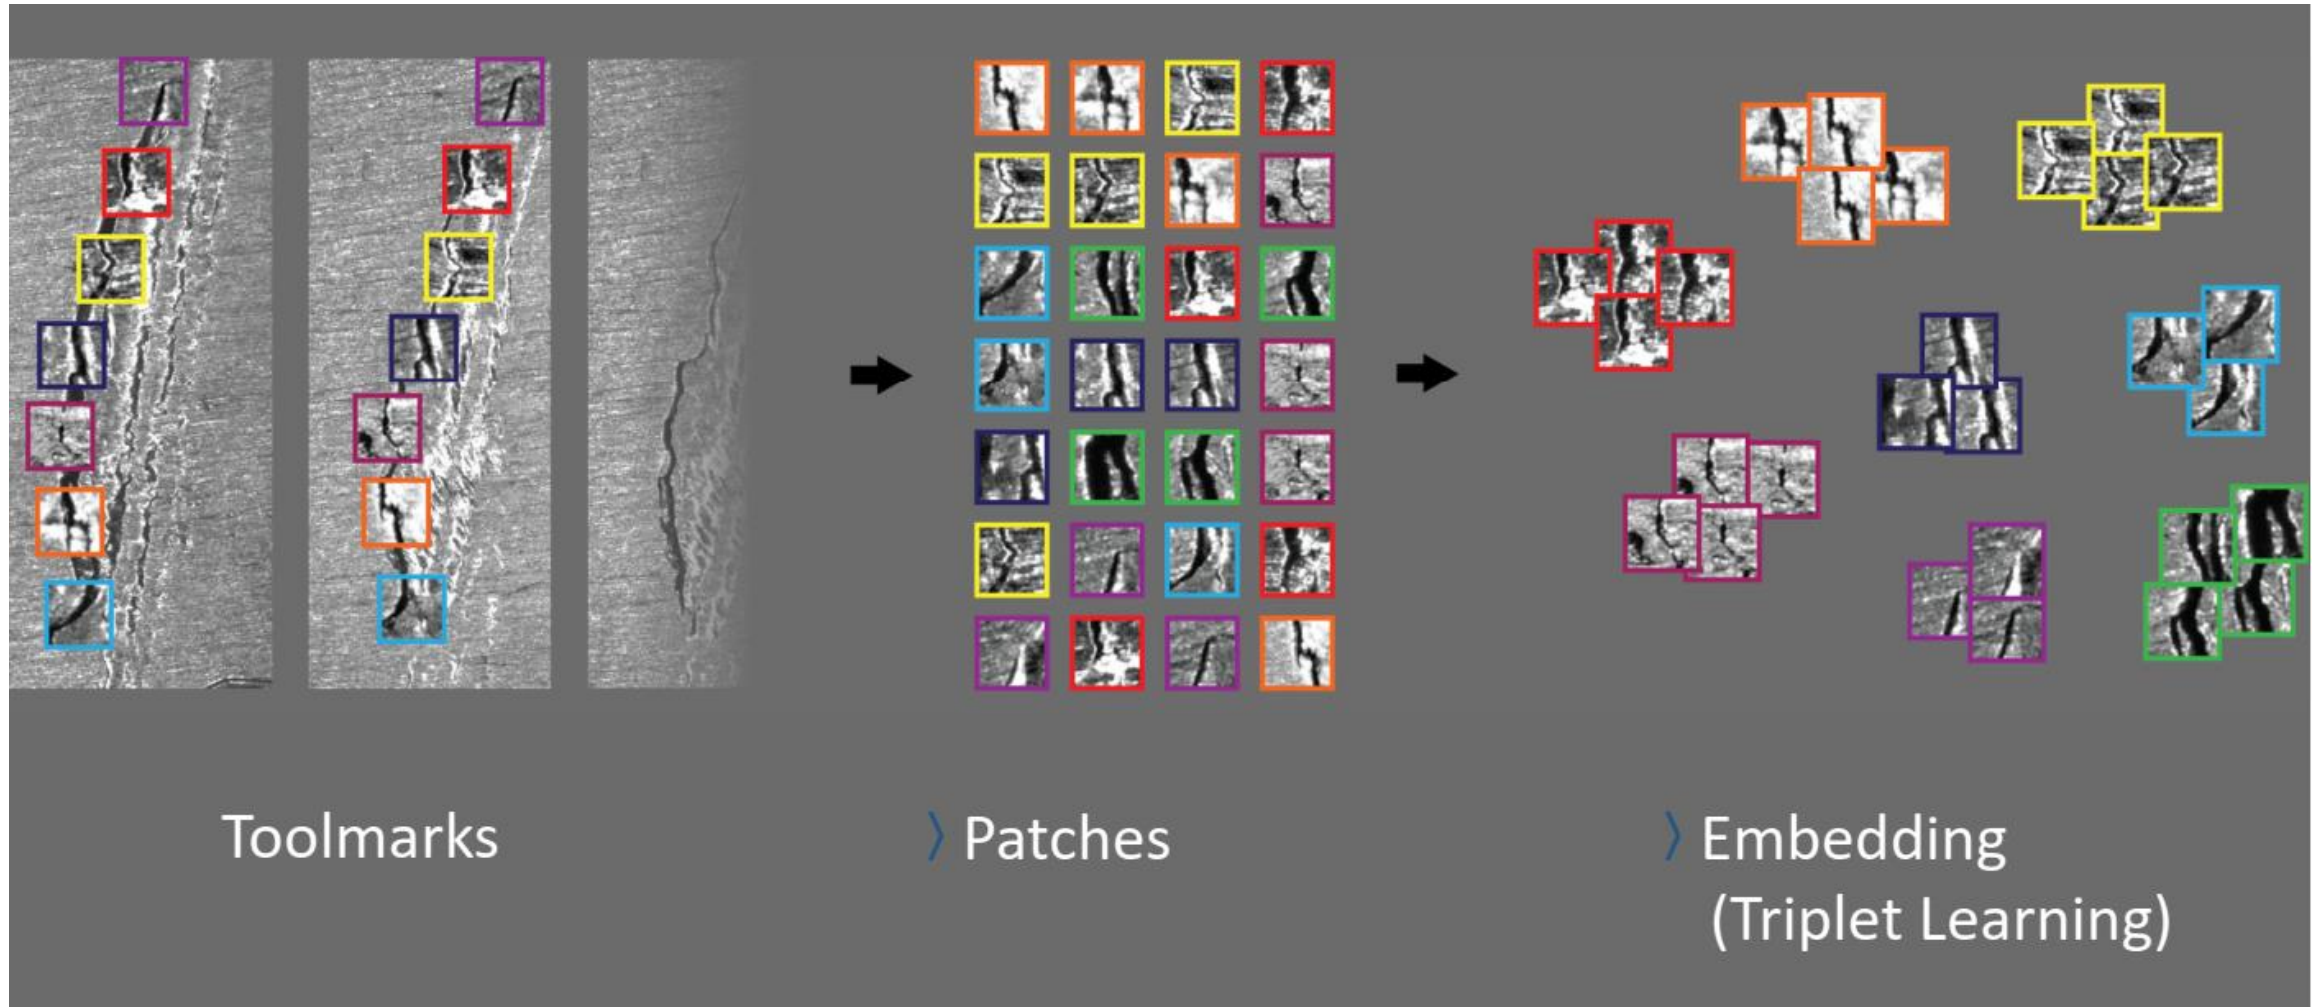 Toolmarks
〉Patches
〉Embedding
(Triplet Learning)